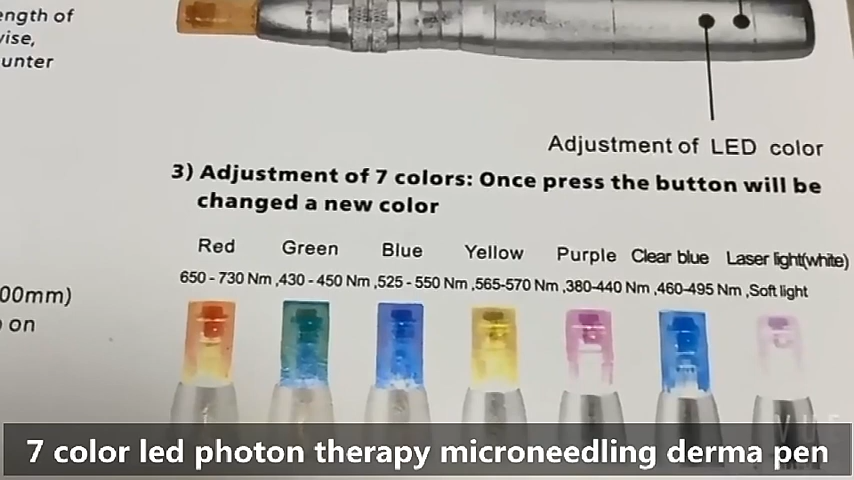 ength of
vise,
unter
Adjustment of LED color
3) Adjustment of 7 colors: Once press the button will be
changed a new color
Red Green Blue Yellow Purple Clear blue Laser light(white)
650 - 730 Nm ,430 - 450 Nm ,525 - 550 Nm ,565-570 Nm ,380-440 Nm ,460-495 Nm ,Soft light
00mm)
on
VUE
7 color led photon therapy microneedling derma pen